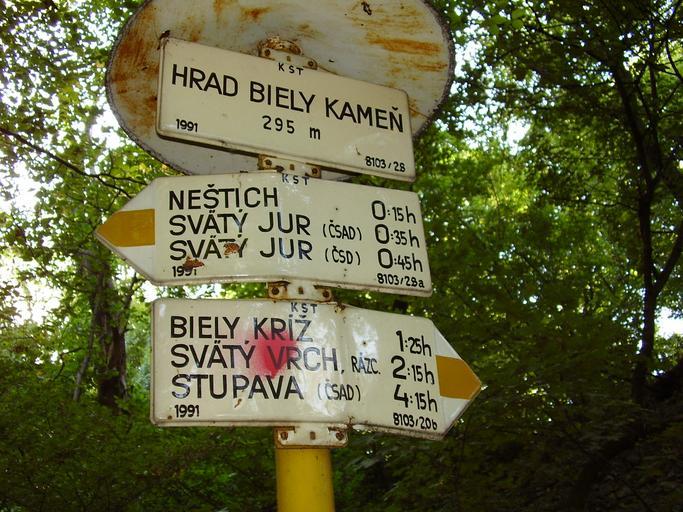 KST
HRAD BIELY KAMEŇ
295 m
1991 8103/28
KST
NEŠTICH 0:15h
SVÄTÝ JUR (ČSAD) 0:35h
SVÄTÝ JUR (ČSD) 0:45h
1991 8103/28a
KST
BIELY KRÍŽ 1:25h
SVÄTÝ VRCH, RÁZC. 2:15h
STUPAVA (ČSAD) 4:15h
1991 8103/20b